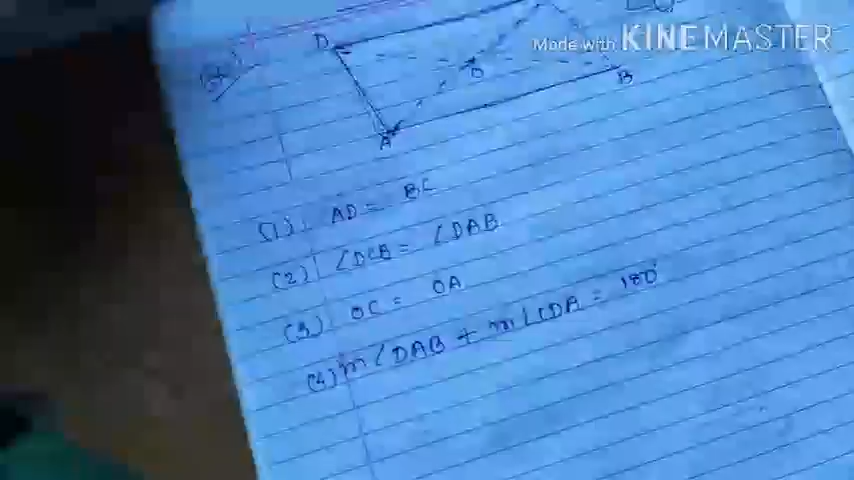 D
Made with KINEMASTER
O
B
A
(1) AD = BC
(2) ∠DCB = ∠DAB
(3) OC = OA
(4) m∠DAB + m∠CDA = 180°